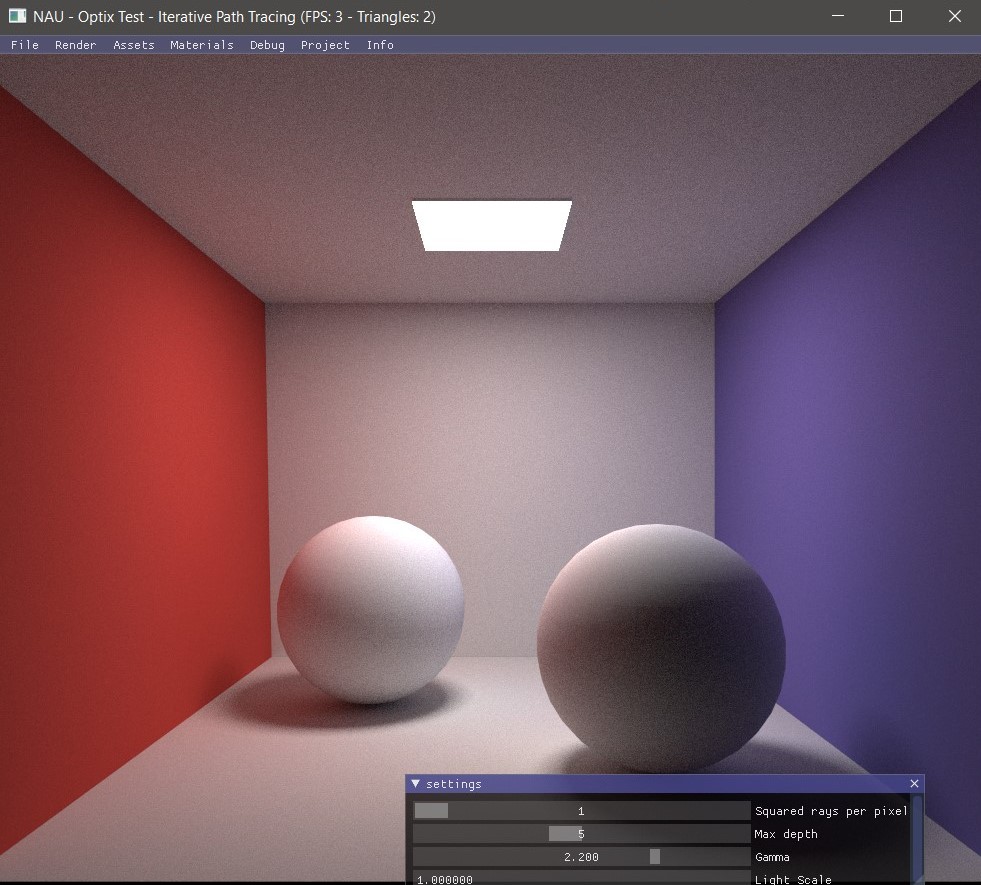 NAU - Optix Test - Iterative Path Tracing (FPS: 3 - Triangles: 2)
File Render Assets Materials Debug Project Info
settings
1 Squared rays per pixel
5 Max depth
2.200 Gamma
1.000000 Light Scale